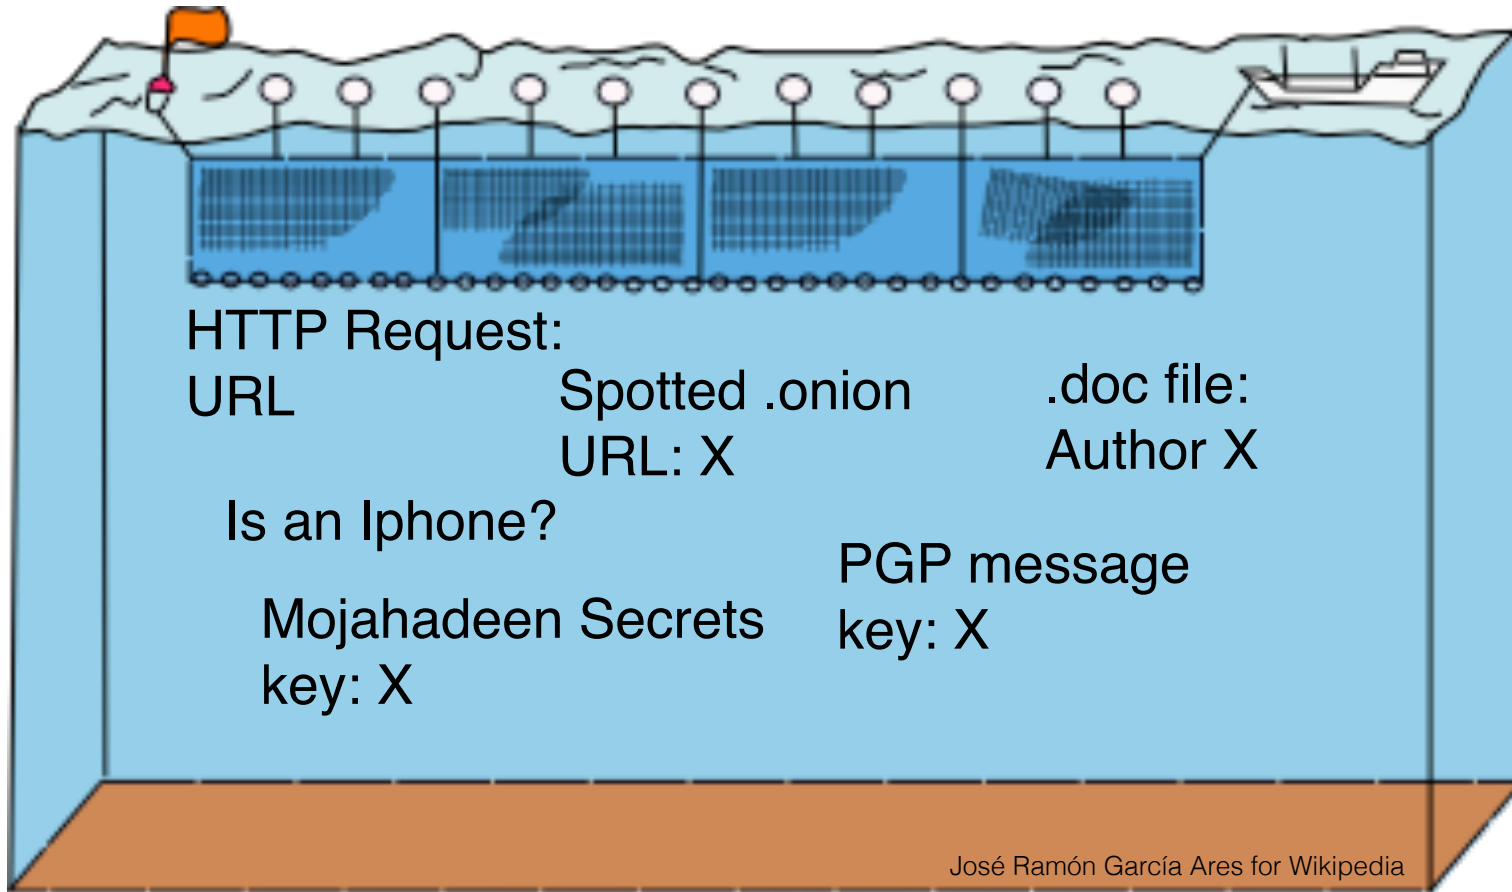 HTTP Request:
URL
Spotted .onion
URL: X
.doc file:
Author X
Is an Iphone?
Mojahadeen Secrets
key: X
PGP message
key: X
José Ramón García Ares for Wikipedia